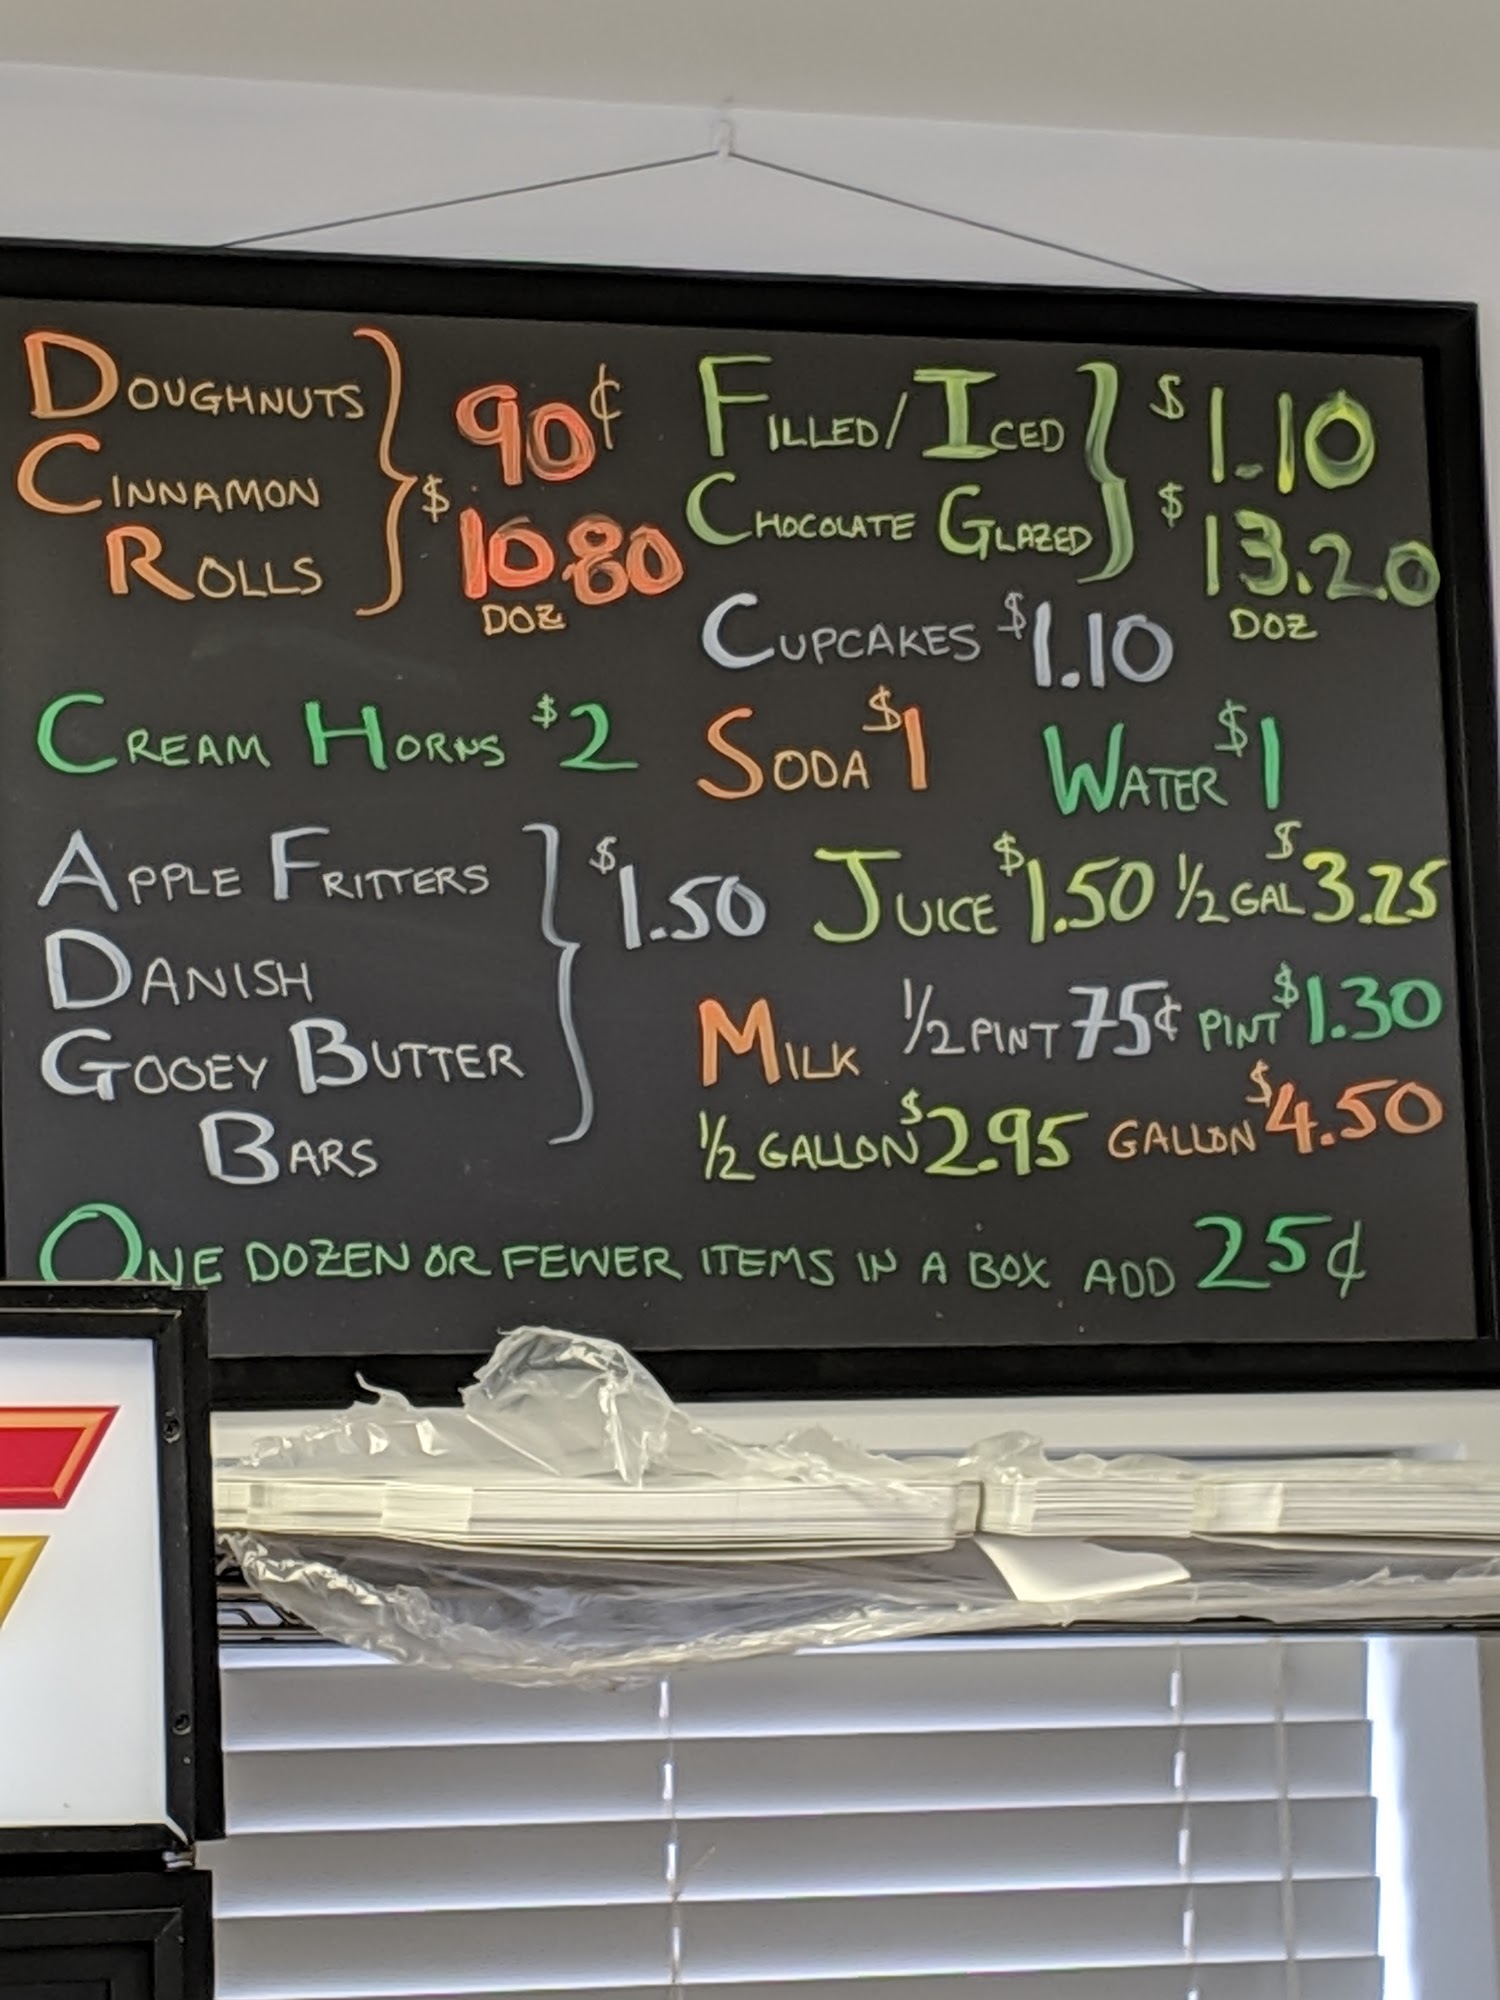 DOUGHNUTS
CINNAMON
ROLLS
90¢
$10.80
DOZ
FILLED/ICED
CHOCOLATE GLAZED
$1.10
$13.20
DOZ
CUPCAKES $1.10
CREAM HORNS $2
SODA $1
WATER $1
APPLE FRITTERS
DANISH
GOOEY BUTTER
BARS
$1.50
JUICE $1.50 1/2 GAL $3.25
MILK 1/2 PINT 75¢ PINT $1.30
1/2 GALLON $2.95 GALLON $4.50
ONE DOZEN OR FEWER ITEMS IN A BOX ADD 25¢